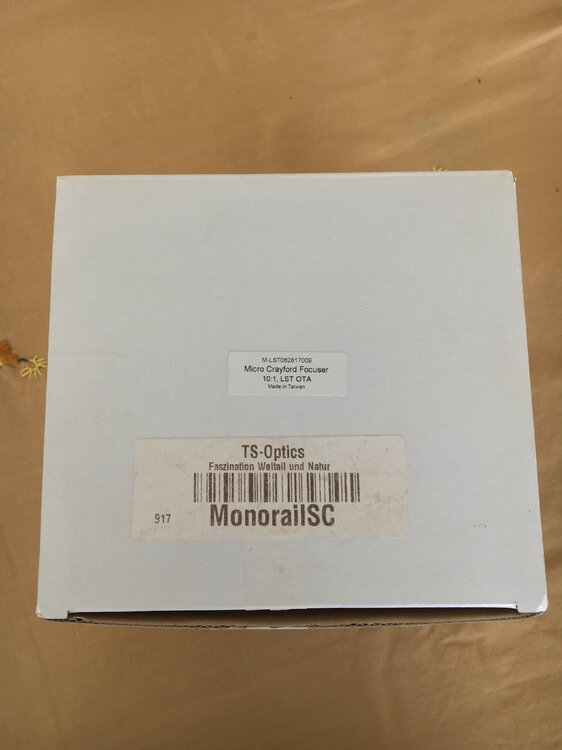 M-LST062817009
Micro Crayford Focuser
10:1, LST OTA
Made in Taiwan
TS-Optics
Faszination Weltall und Natur
917
MonorailSC